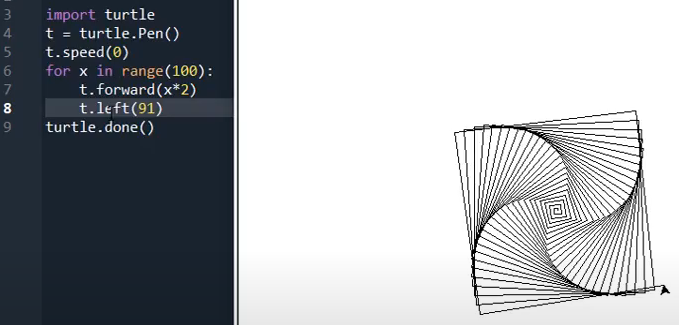 3 import turtle
4 t = turtle.Pen()
5 t.speed(0)
6 for x in range(100):
7     t.forward(x*2)
8     t.left(91)
9 turtle.done()